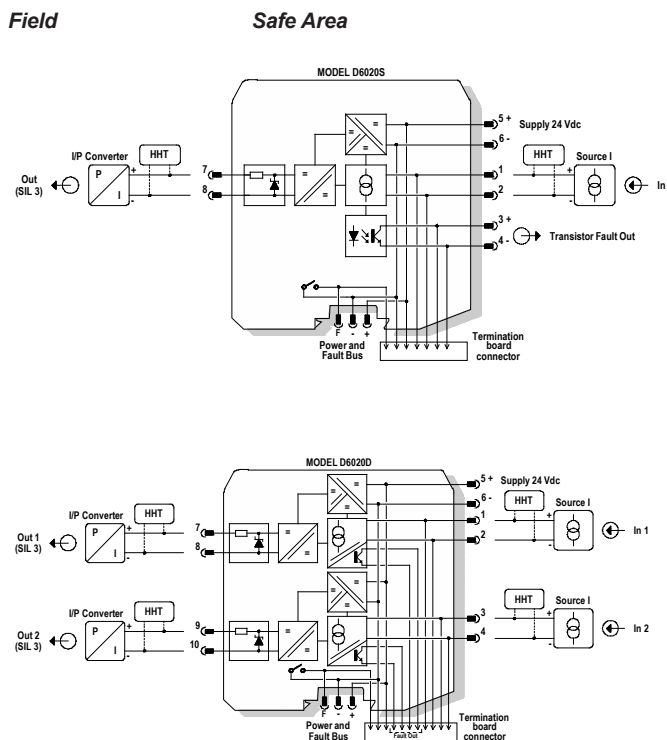 Field Safe Area
MODEL D6020S
5 + Supply 24 Vdc
6 -
I/P Converter HHT HHT Source I
Out
(SIL 3)
P
I
+
-
7
8
1
2
+
-
In
3 +
4 - Transistor Fault Out
F - +
Power and
Fault Bus
Termination
board
connector
MODEL D6020D
5 + Supply 24 Vdc
6 -
I/P Converter HHT HHT Source I
Out 1
(SIL 3)
P
I
+
-
7
8
1
2
+
-
In 1
I/P Converter HHT HHT Source I
Out 2
(SIL 3)
P
I
+
-
9
10
3
4
+
-
In 2
F - +
Power and
Fault Bus
Fault Out
Termination
board
connector